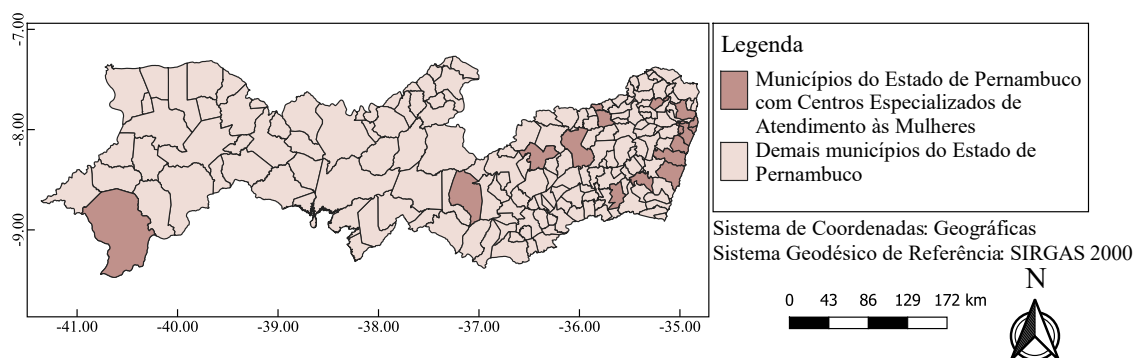 -7.00
-8.00
-9.00
-41.00
-40.00
-39.00
-38.00
-37.00
-36.00
-35.00
Legenda
Municípios do Estado de Pernambuco
com Centros Especializados de
Atendimento às Mulheres
Demais municípios do Estado de
Pernambuco
Sistema de Coordenadas: Geográficas
Sistema Geodésico de Referência: SIRGAS 2000
N
0 43 86 129 172 km